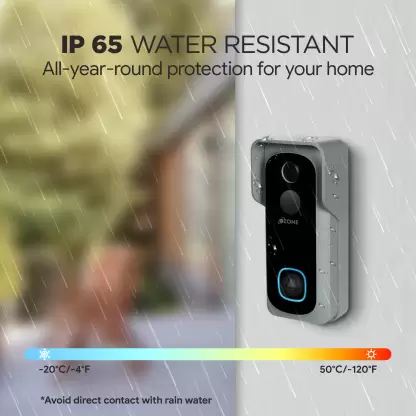 IP 65 WATER RESISTANT
All-year-round protection for your home
OZONE
-20°C/-4°F
50°C/-120°F
*Avoid direct contact with rain water